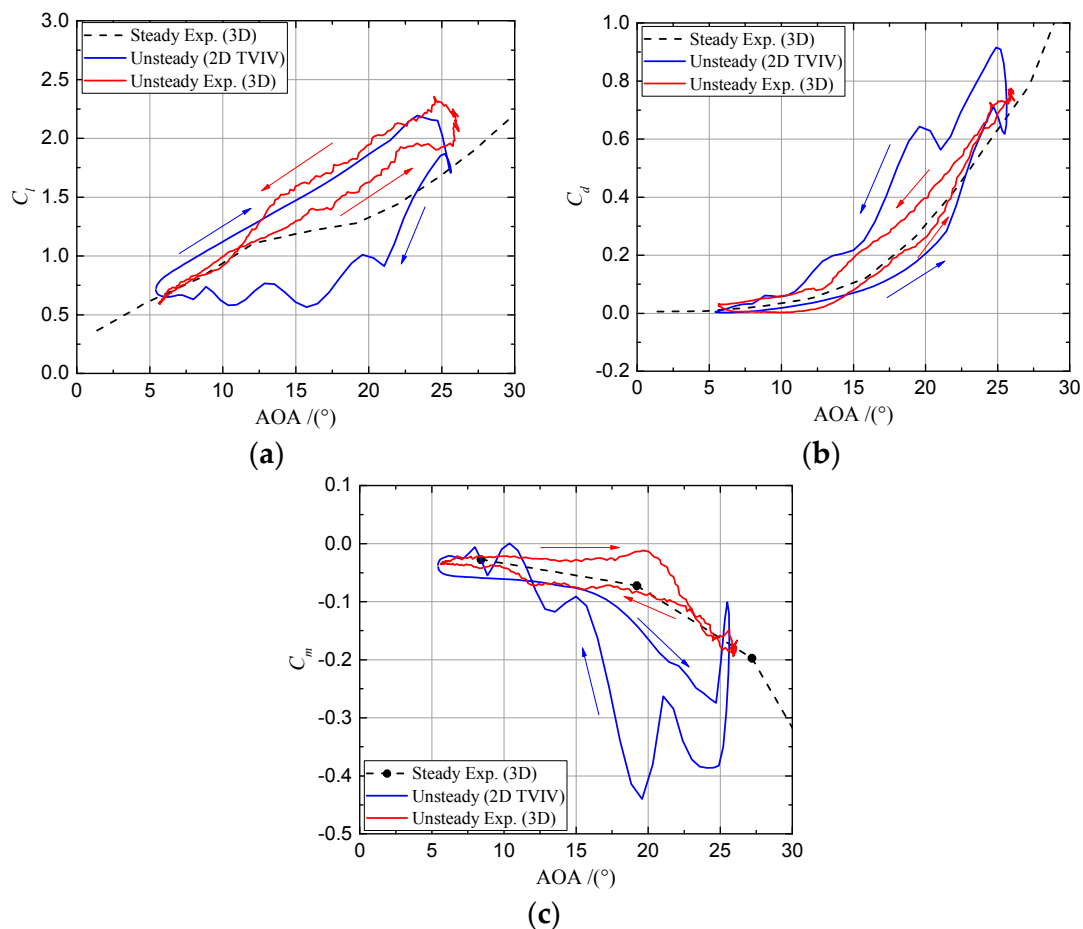 3.0
2.5
2.0
1.5
1.0
0.5
0.0
C_l
Steady Exp. (3D)
Unsteady (2D TVIV)
Unsteady Exp. (3D)
0 5 10 15 20 25 30
AOA /(°)
(a)
1.0
0.8
0.6
0.4
0.2
0.0
-0.2
C_d
Steady Exp. (3D)
Unsteady (2D TVIV)
Unsteady Exp. (3D)
0 5 10 15 20 25 30
AOA /(°)
(b)
0.1
0.0
-0.1
-0.2
-0.3
-0.4
-0.5
C_m
Steady Exp. (3D)
Unsteady (2D TVIV)
Unsteady Exp. (3D)
0 5 10 15 20 25 30
AOA /(°)
(c)